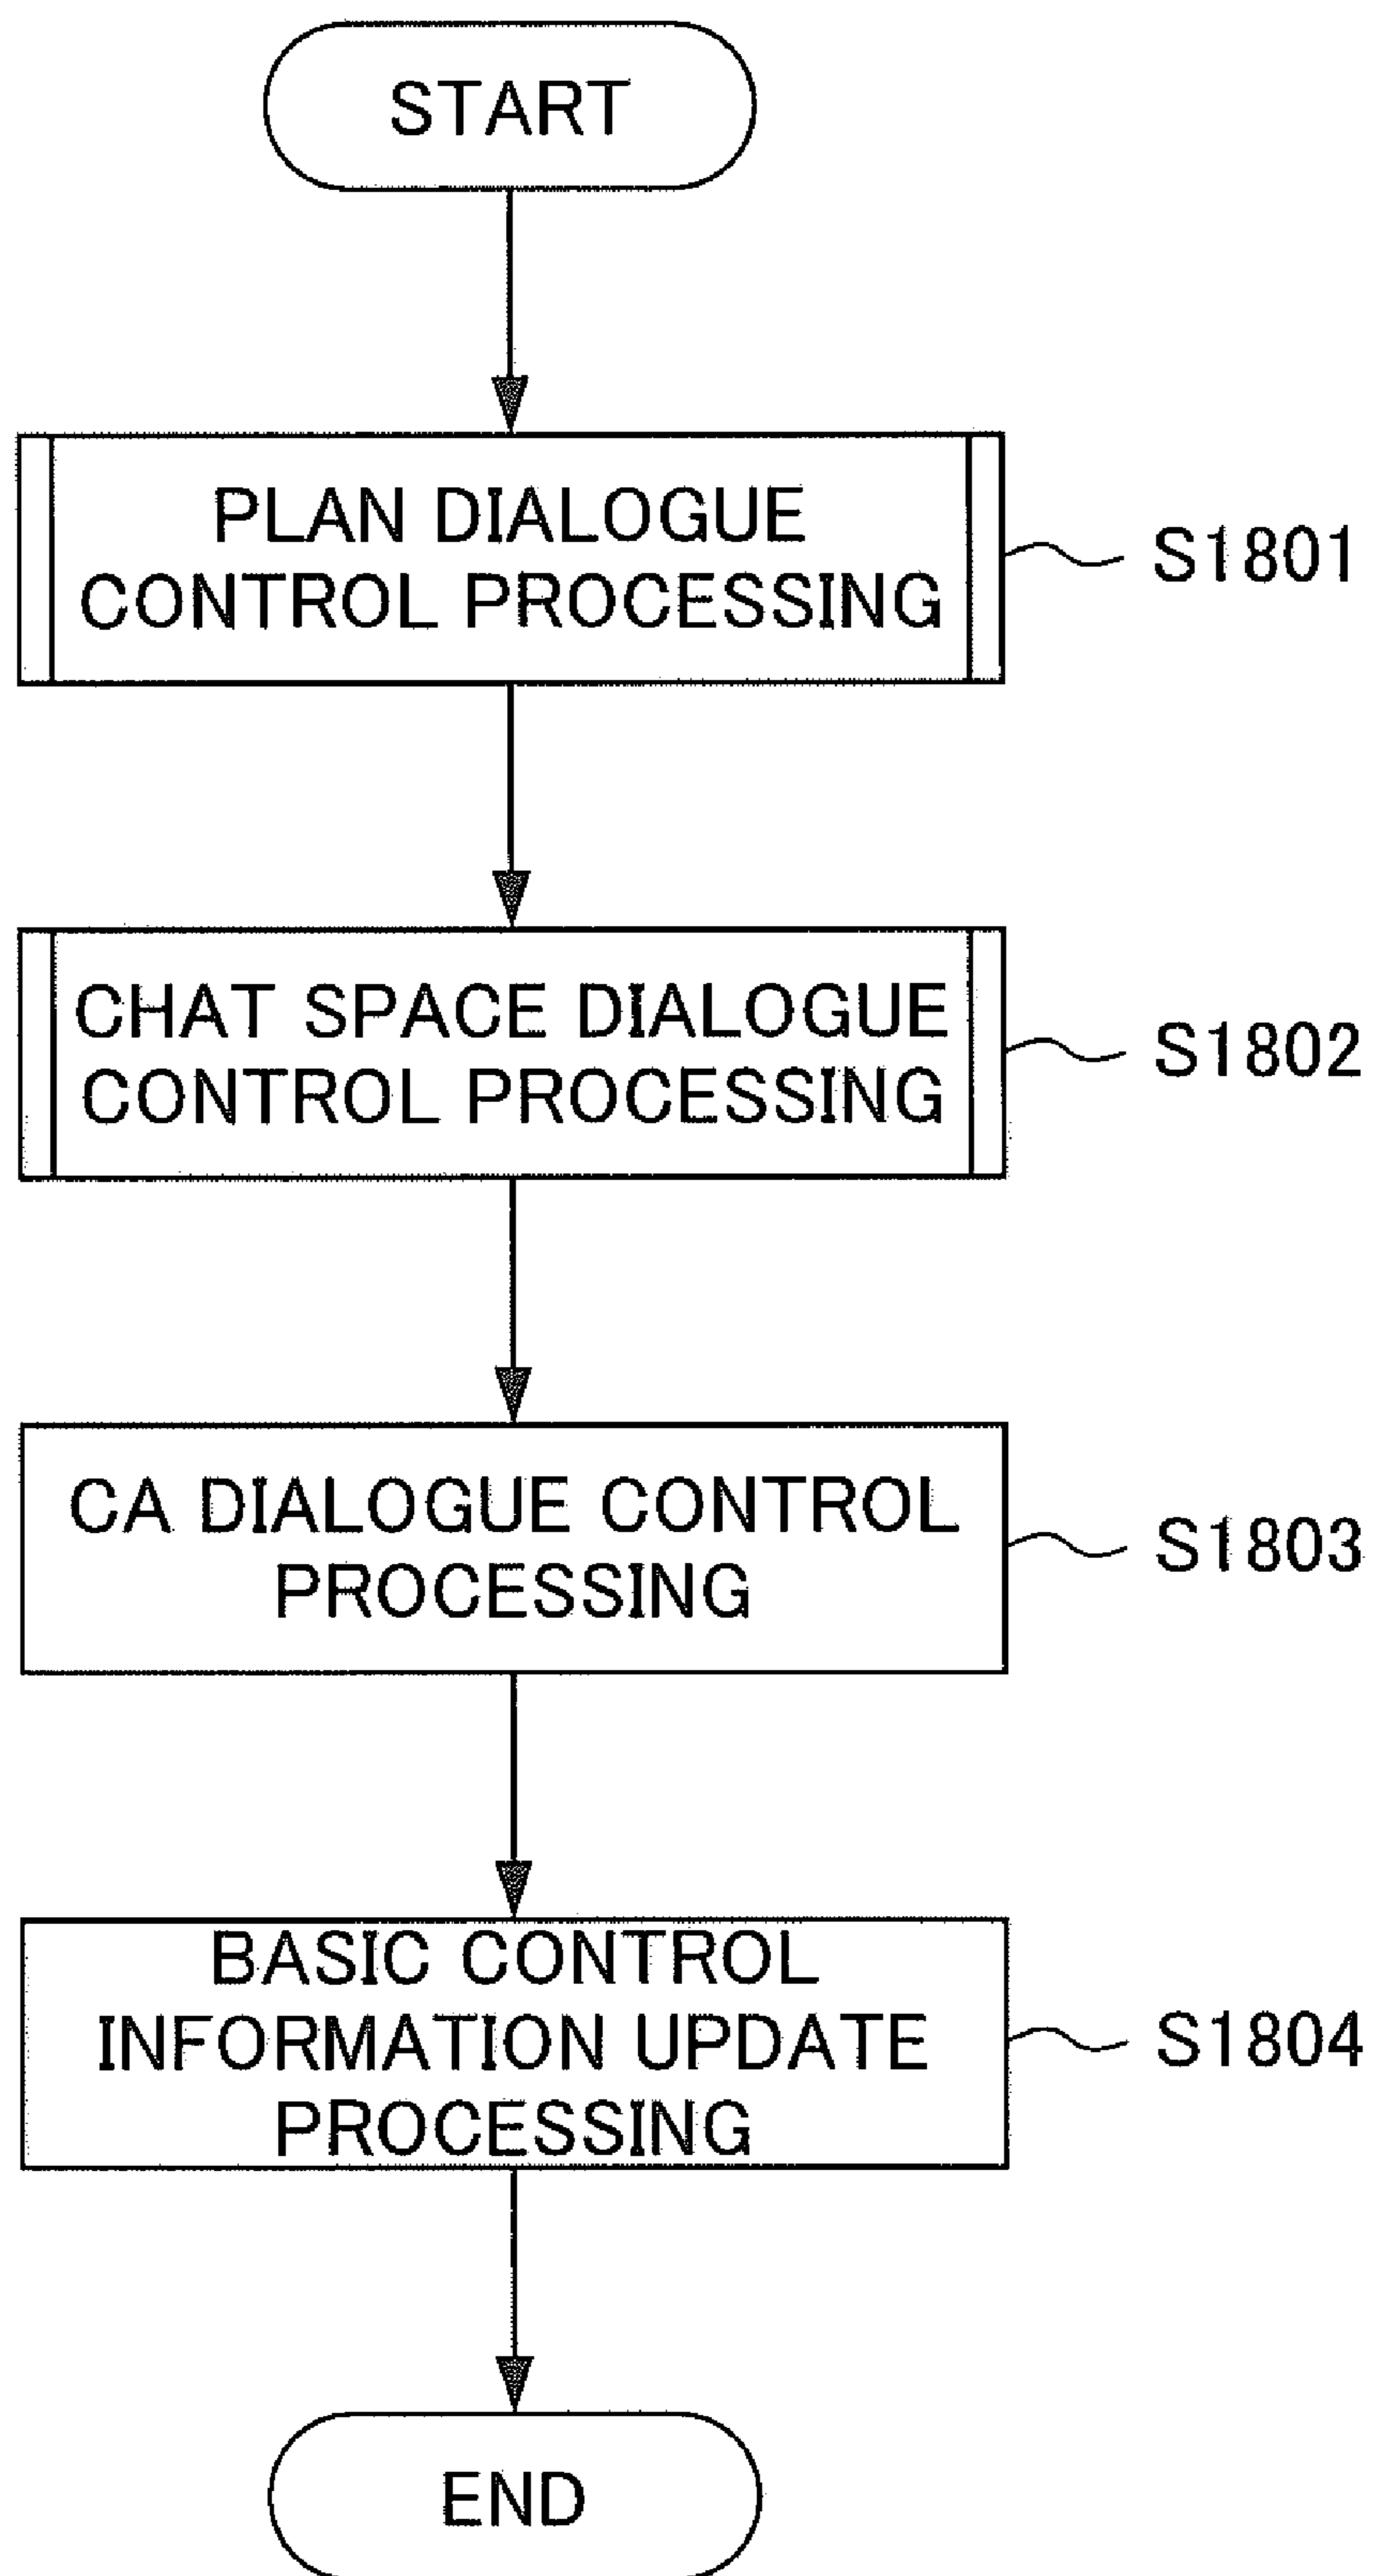 START
PLAN DIALOGUE
CONTROL PROCESSING
S1801
CHAT SPACE DIALOGUE
CONTROL PROCESSING
S1802
CA DIALOGUE CONTROL
PROCESSING
S1803
BASIC CONTROL
INFORMATION UPDATE
PROCESSING
S1804
END